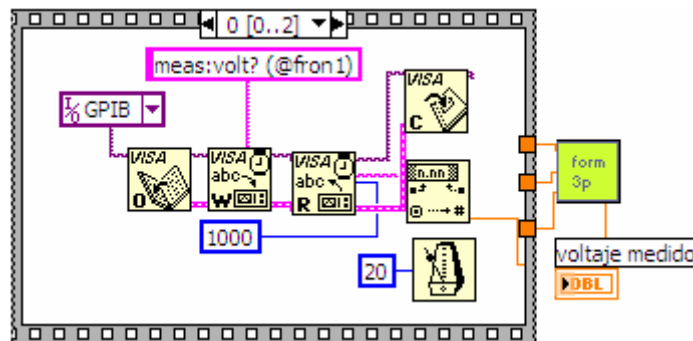 0 [0..2]
meas:volt? (@fron1)
I/O GPIB
C
VISA
VISA
VISA
abc
abc
O
W
R
n.nn
#
form
3p
1000
20
voltaje medido
DBL